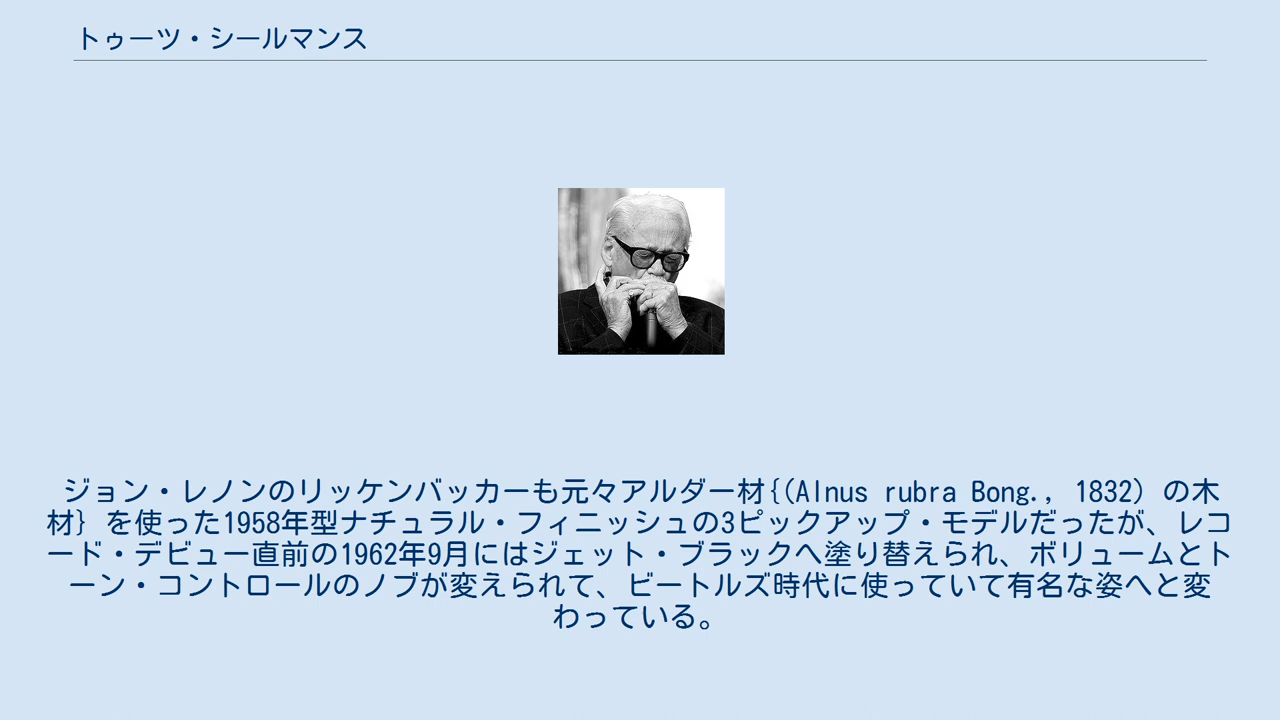 トゥーツ・シールマンス
ジョン・レノンのリッケンバッカーも元々アルダー材{(Alnus rubra Bong., 1832) の木
材} を使った1958年型ナチュラル・フィニッシュの3ピックアップ・モデルだったが、レコ
ード・デビュー直前の1962年9月にはジェット・ブラックへ塗り替えられ、ボリュームとト
ーン・コントロールのノブが変えられて、ビートルズ時代に使っていて有名な姿へと変
わっている。